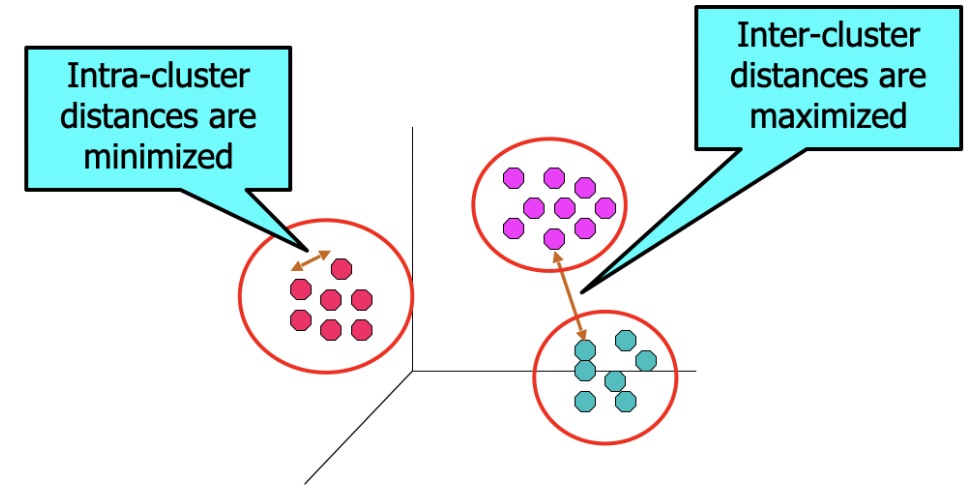 Intra-cluster
distances are
minimized
Inter-cluster
distances are
maximized